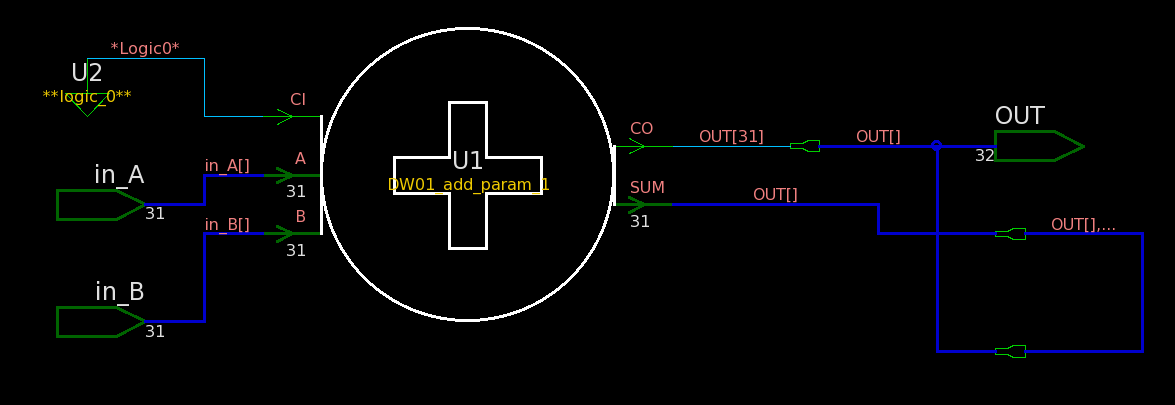 *Logic0*
U2
**logic_0**
CI
in_A[]
A
in_A
31
31
in_B[]
B
31
in_B
31
U1
DW01_add_param_1
CO
OUT[31]
OUT[]
OUT
32
SUM
31
OUT[]
OUT[],...